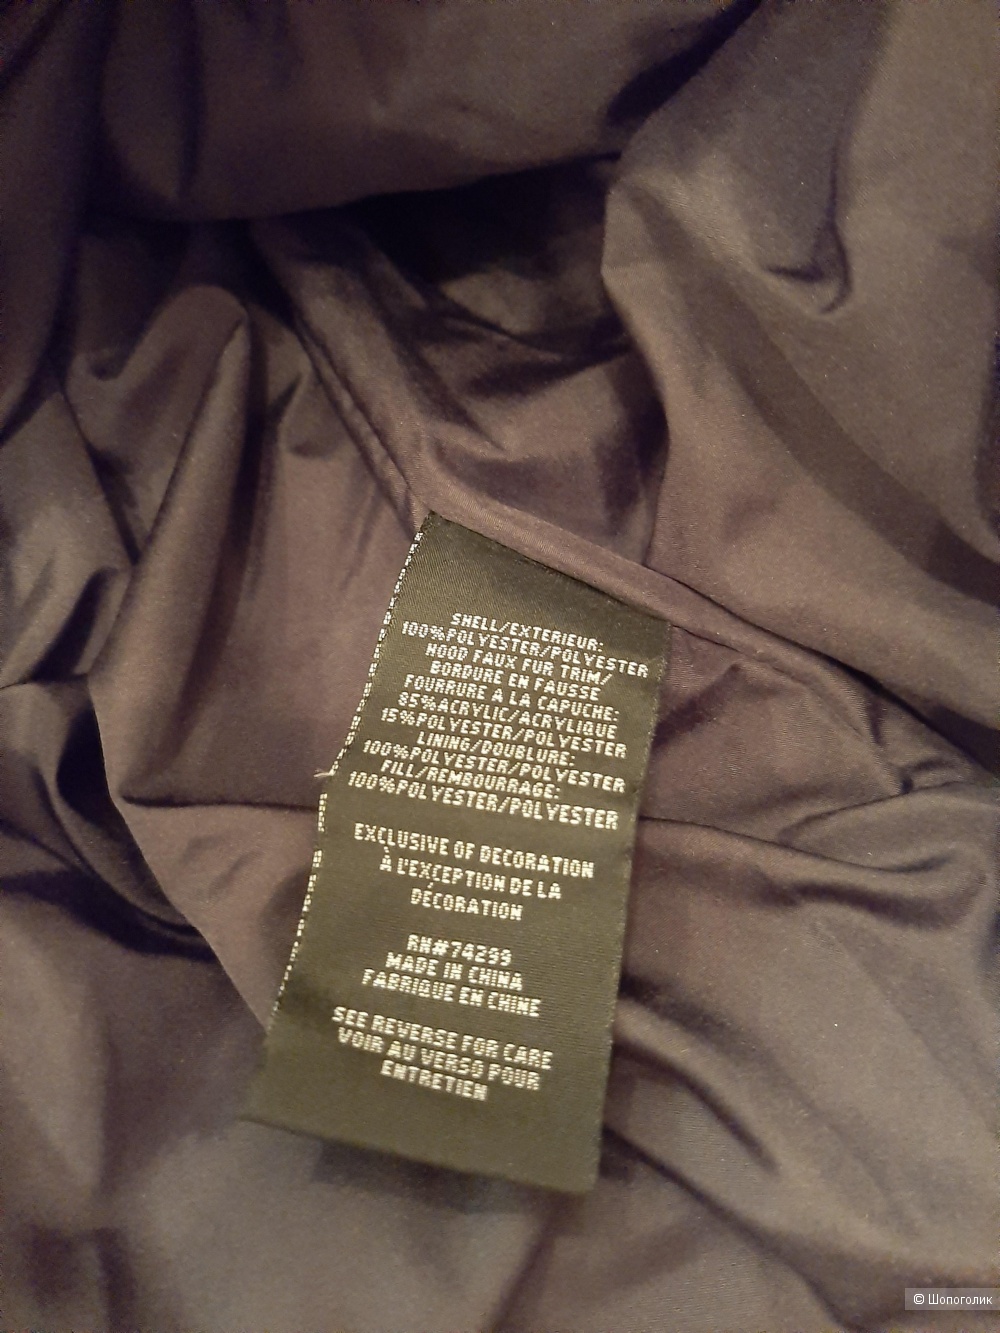 SHELL/EXTERIEUR:
100%POLYESTER/POLYESTER
HOOD FAUX FUR TRIM/
BORDURE EN FAUSSE
FOURRURE A LA CAPUCHE:
85%ACRYLIC/ACRYLIQUE
15%POLYESTER/POLYESTER
LINING/DOUBLURE:
100%POLYESTER/POLYESTER
FILL/REMBOURRAGE:
100%POLYESTER/POLYESTER
EXCLUSIVE OF DECORATION
À L'EXCEPTION DE LA
DÉCORATION
RN#74299
MADE IN CHINA
FABRIQUE EN CHINE
SEE REVERSE FOR CARE
VOIR AU VERSO POUR
ENTRETIEN
© Шопоголик